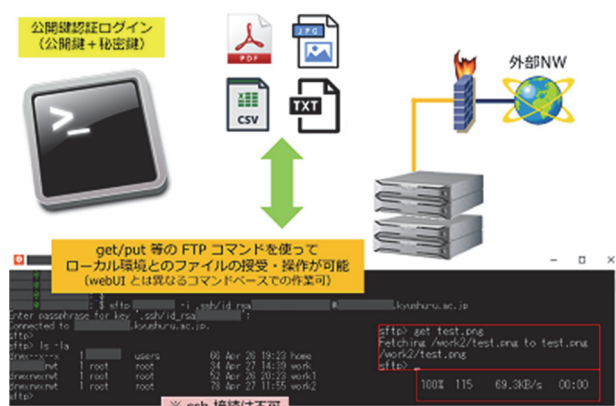 公開鍵認証ログイン
(公開鍵+秘密鍵)
PDF
JPG
CSV
TXT
外部NW
get/put 等の FTP コマンドを使って
ローカル環境とのファイルの授受・操作が可能
(webUI とは異なるコマンドベースでの作業可)
$ sftp -i .ssh/id_rsa @ .kyushuru.ac.jp
Enter passphrase for key '.ssh/id_rsa ':
Connected to .kyushuru.ac.jp.
sftp>
sftp> ls -la
drwx--x--x 1 users 66 Apr 26 19:23 home
1 root root 34 Apr 27 14:39 work
drwxrwxrwt 1 root root 52 Apr 26 20:23 work1
drwxrwxrwt 1 root root 78 Apr 27 11:55 work2
sftp>
sftp> get test.png
Fetching /work2/test.png to test.png
/work2/test.png
sftp>
100% 115 69.3KB/s 00:00
※ ssh 接続は不可